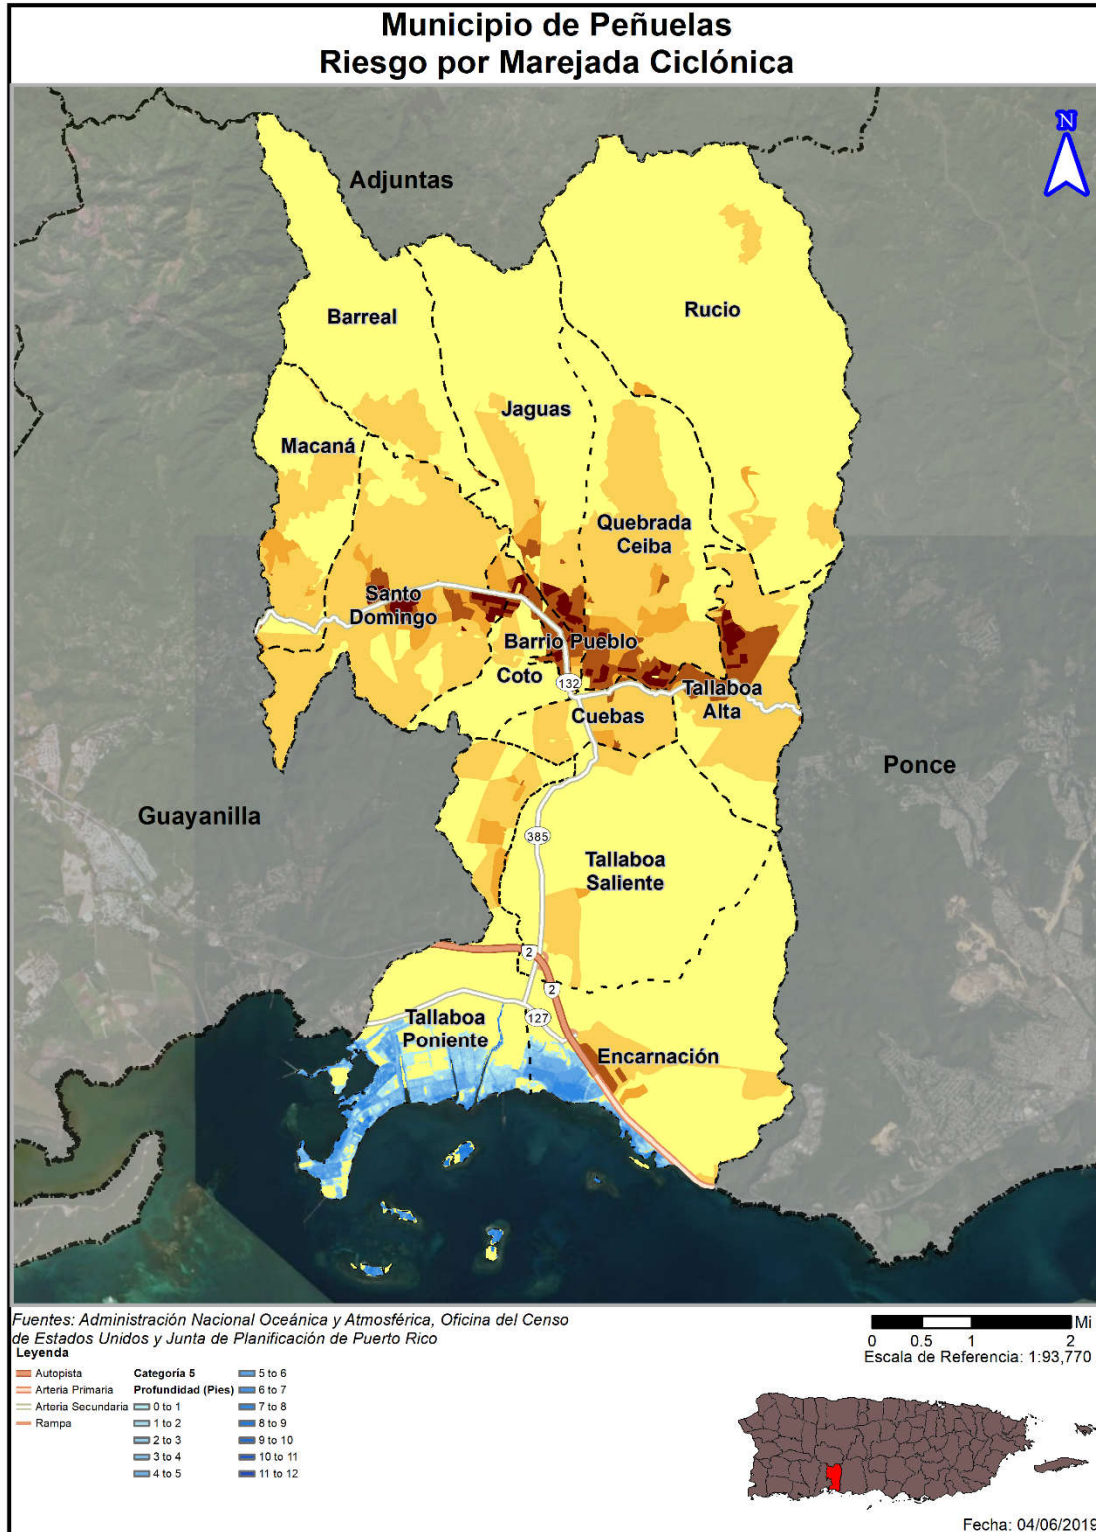 Municipio de Peñuelas
Riesgo por Marejada Ciclónica
N
Adjuntas
Barreal
Rucio
Jaguas
Macaná
Quebrada
Ceiba
Santo
Domingo
Barrio Pueblo
Coto
132
Tallaboa
Alta
Cuebas
Ponce
Guayanilla
385
Tallaboa
Saliente
2
2
127
Tallaboa
Poniente
Encarnación
Fuentes: Administración Nacional Oceánica y Atmosférica, Oficina del Censo
de Estados Unidos y Junta de Planificación de Puerto Rico
Leyenda
Autopista
Arteria Primaria
Arteria Secundaria
Rampa
Categoría 5
Profundidad (Pies)
0 to 1
1 to 2
2 to 3
3 to 4
4 to 5
5 to 6
6 to 7
7 to 8
8 to 9
9 to 10
10 to 11
11 to 12
Mi
0 0.5 1 2
Escala de Referencia: 1:93,770
Fecha: 04/06/2019